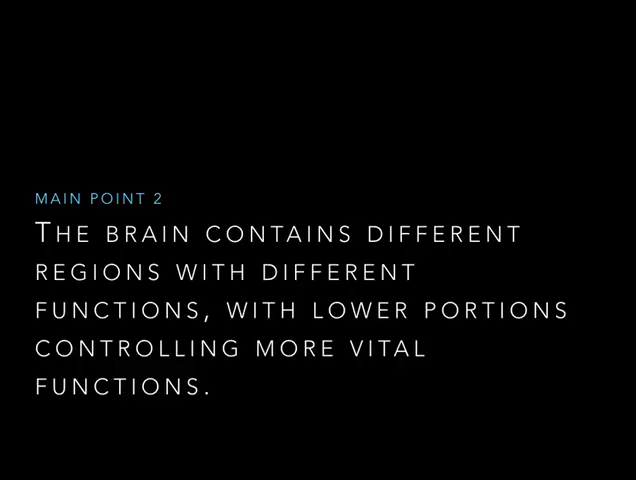 MAIN POINT 2
THE BRAIN CONTAINS DIFFERENT
REGIONS WITH DIFFERENT
FUNCTIONS, WITH LOWER PORTIONS
CONTROLLING MORE VITAL
FUNCTIONS.